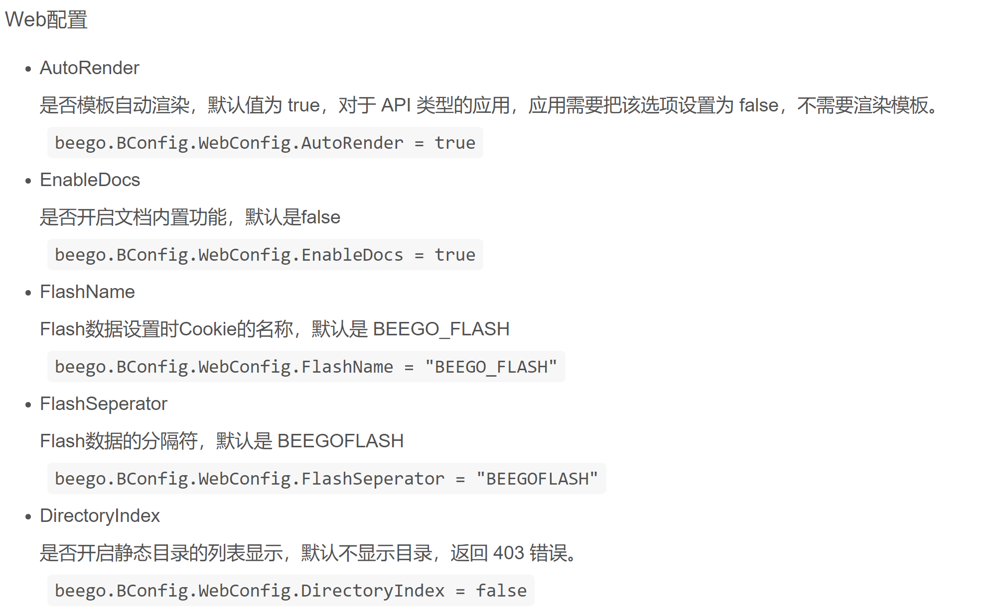 Web配置
AutoRender
是否模板自动渲染，默认值为 true，对于 API 类型的应用，应用需要把该选项设置为 false，不需要渲染模板。
beego.BConfig.WebConfig.AutoRender = true
EnableDocs
是否开启文档内置功能，默认是false
beego.BConfig.WebConfig.EnableDocs = true
FlashName
Flash数据设置时Cookie的名称，默认是 BEEGO_FLASH
beego.BConfig.WebConfig.FlashName = "BEEGO_FLASH"
FlashSeperator
Flash数据的分隔符，默认是 BEEGOFLASH
beego.BConfig.WebConfig.FlashSeperator = "BEEGOFLASH"
DirectoryIndex
是否开启静态目录的列表显示，默认不显示目录，返回 403 错误。
beego.BConfig.WebConfig.DirectoryIndex = false